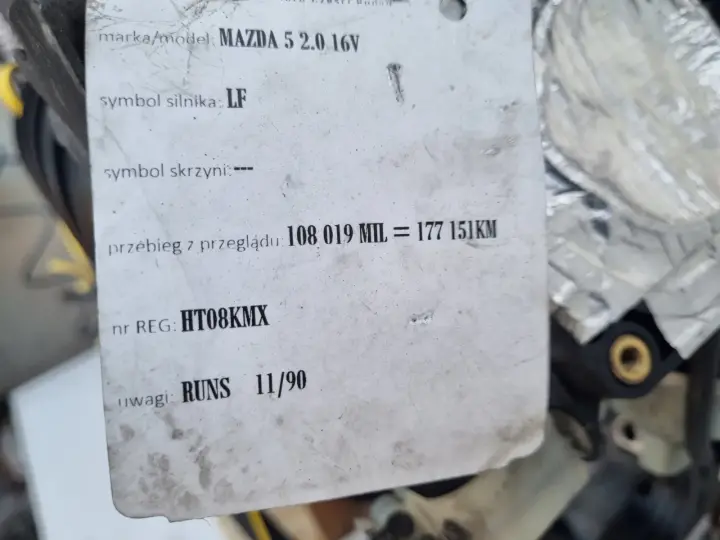 marka/model: MAZDA 5 2.0 16V
symbol silnika: LF
symbol skrzyni: ---
przebieg z przeglądu: 108 019 MIL = 177 151KM
nr REG: HT08KMX
uwagi: RUNS 11/90